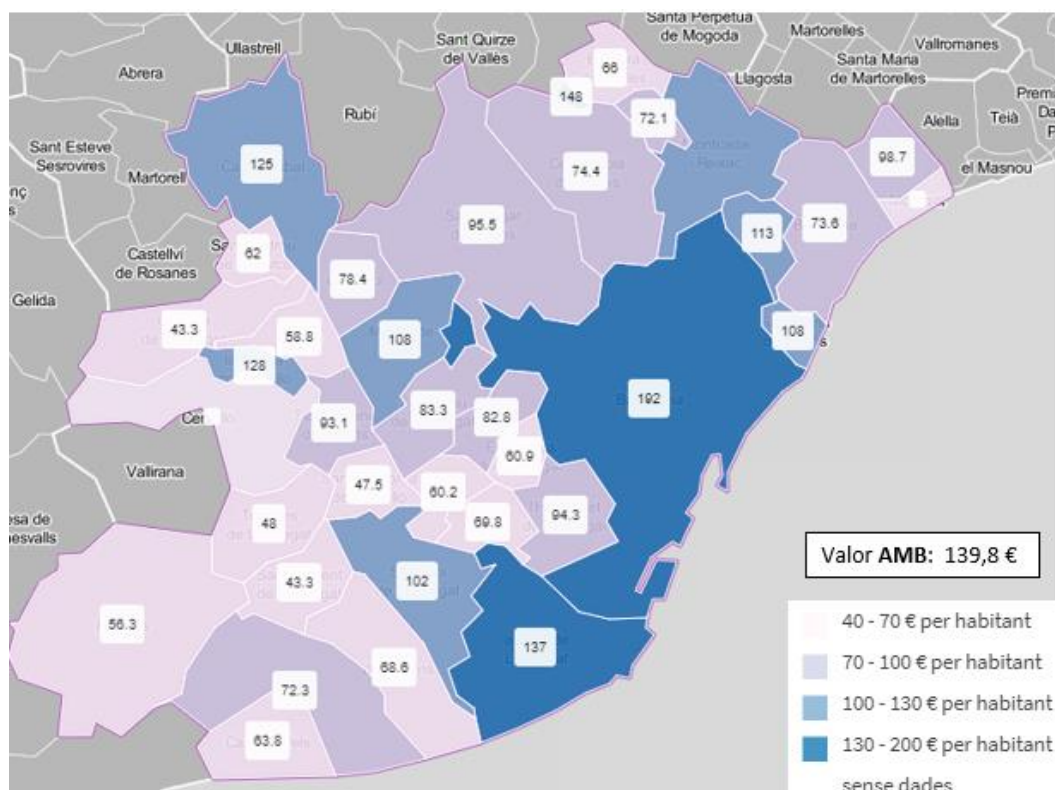 Santa Perpètua
de Mogoda
Martorelles
Ullastrell
Sant Quirze
del Vallès
Vallromanes
Santa Maria
de Martorelles
Abrera
66
Llagosta
148
Rubí
72.1
Alella
Teià
Sant Esteve
Sesrovires
Martorell
125
74.4
98.7
el Masnou
95.5
113
73.6
Castellví
de Rosanes
62
78.4
Gelida
43.3
58.8
108
108
128
192
83.3
82.8
93.1
60.9
Vallirana
47.5
60.2
69.8
94.3
48
Valor AMB: 139,8 €
43.3
102
56.3
40 - 70 € per habitant
137
68.6
70 - 100 € per habitant
72.3
100 - 130 € per habitant
63.8
130 - 200 € per habitant
sense dades